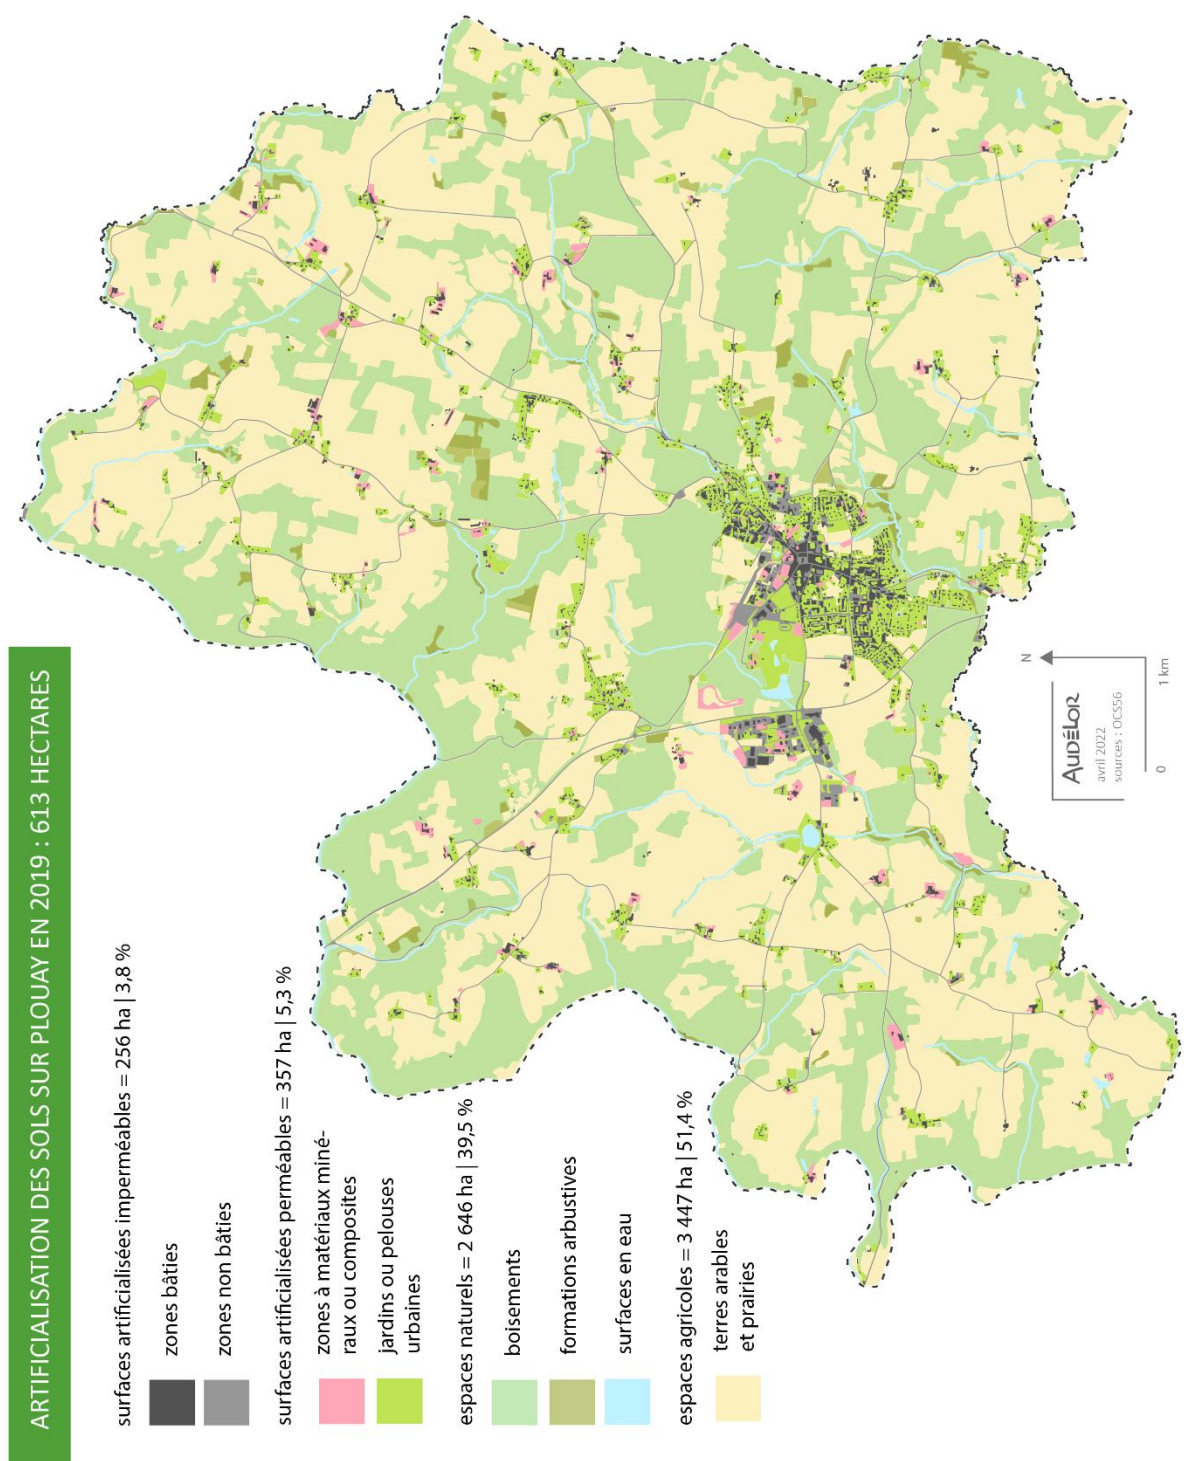 ARTIFICIALISATION DES SOLS SUR PLOUAY EN 2019 : 613 HECTARES
surfaces artificialisées imperméables = 256 ha | 3,8 %
zones bâties
zones non bâties
surfaces artificialisées perméables = 357 ha | 5,3 %
zones à matériaux miné-
raux ou composites
jardins ou pelouses
urbaines
espaces naturels = 2 646 ha | 39,5 %
boisements
formations arbustives
surfaces en eau
espaces agricoles = 3 447 ha | 51,4 %
terres arables
et prairies
AUDÉLOR
avril 2022
sources : OCS56
N
0
1 km